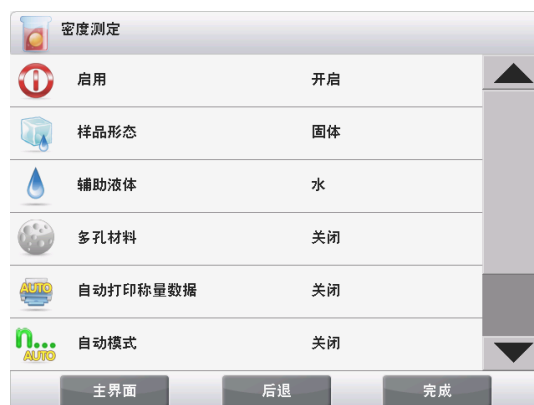 密度测定
启用 开启
样品形态 固体
辅助液体 水
多孔材料 关闭
AUTO 自动打印称量数据 关闭
n... AUTO 自动模式 关闭
主界面 后退 完成